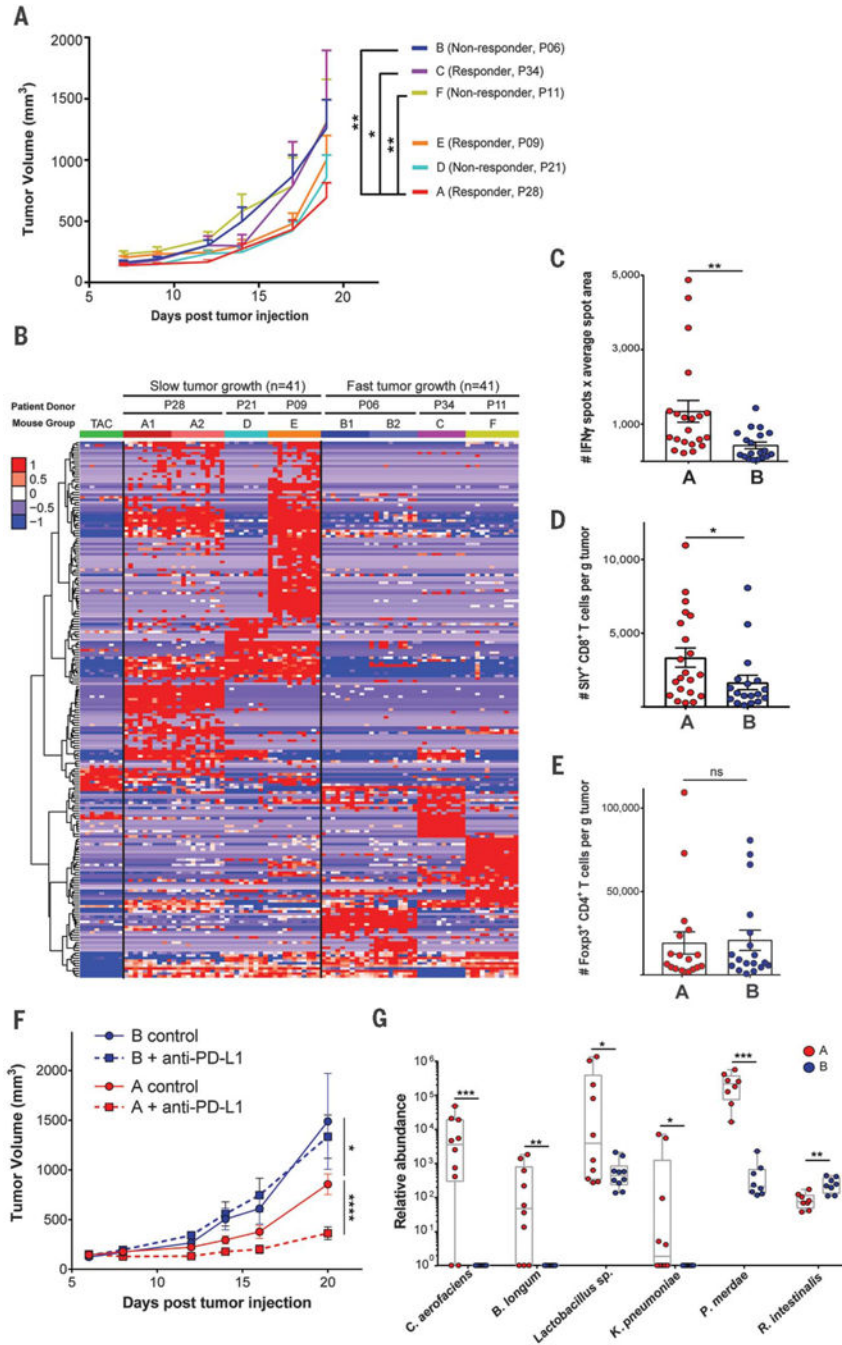 A
Tumor Volume (mm³)
2000
1500
1000
500
0
5
10
15
20
Days post tumor injection
B (Non-responder, P06)
C (Responder, P34)
F (Non-responder, P11)
E (Responder, P09)
D (Non-responder, P21)
A (Responder, P28)
**
*
**
B
Slow tumor growth (n=41)
Fast tumor growth (n=41)
Patient Donor
P28
P21
P09
P06
P34
P11
Mouse Group
TAC
A1
A2
D
E
B1
B2
C
F
1
0.5
0
−0.5
−1
C
# IFNγ spots x average spot area
5,000
3,000
1,000
**
A
B
D
# SIY⁺ CD8⁺ T cells per g tumor
10,000
5,000
*
A
B
E
# Foxp3⁺ CD4⁺ T cells per g tumor
100,000
50,000
ns
A
B
F
Tumor Volume (mm³)
2000
1500
1000
500
0
B control
B + anti-PD-L1
A control
A + anti-PD-L1
*
****
5
10
15
20
Days post tumor injection
G
A
B
Relative abundance
10⁶
10⁵
10⁴
10³
10²
10¹
10⁰
***
**
*
*
***
**
C. aerofaciens
B. longum
Lactobacillus sp.
K. pneumoniae
P. merdae
R. intestinalis